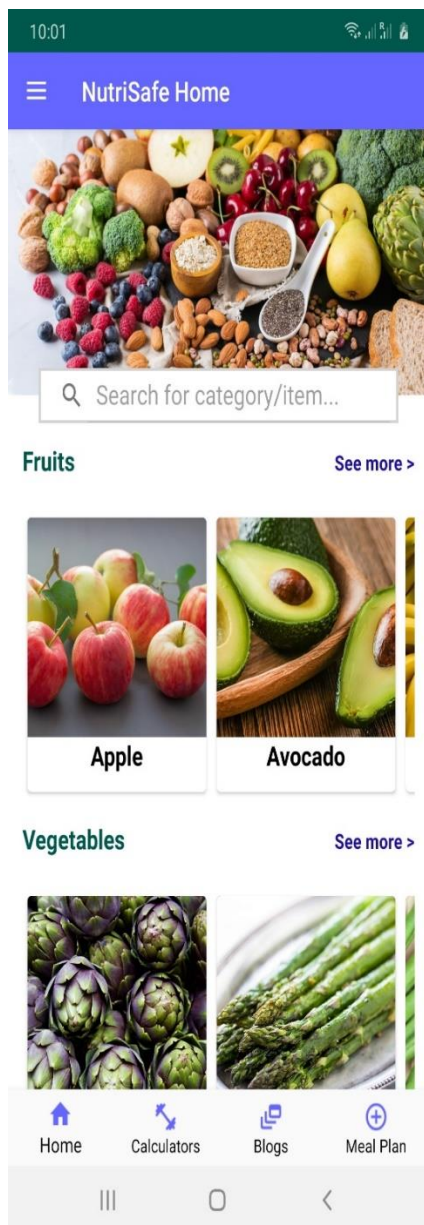 10:01
NutriSafe Home
Search for category/item...
Fruits See more >
Apple Avocado
Vegetables See more >
Home Calculators Blogs Meal Plan